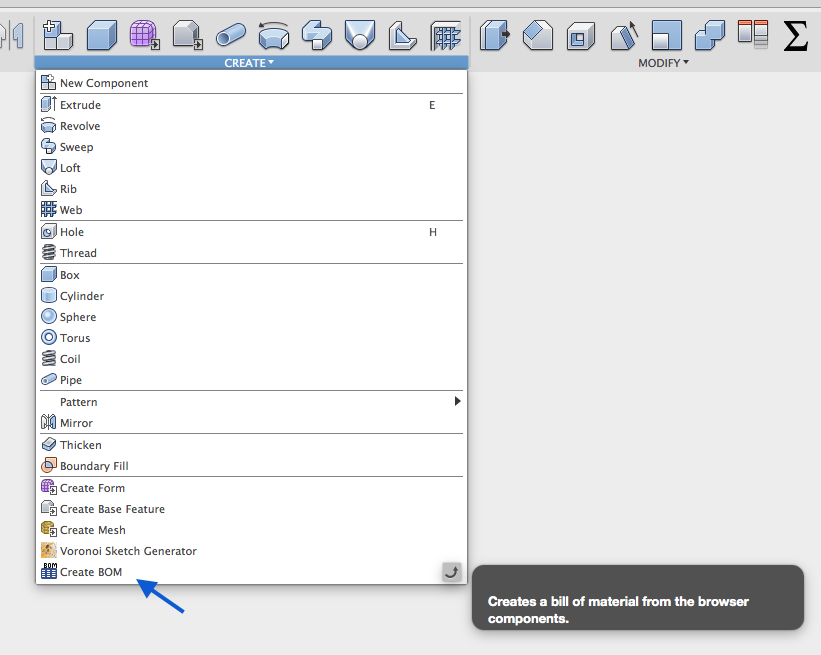 CREATE ▾
MODIFY ▾
New Component
Extrude E
Revolve
Sweep
Loft
Rib
Web
Hole H
Thread
Box
Cylinder
Sphere
Torus
Coil
Pipe
Pattern
Mirror
Thicken
Boundary Fill
Create Form
Create Base Feature
Create Mesh
Voronoi Sketch Generator
BOM Create BOM
Creates a bill of material from the browser
components.